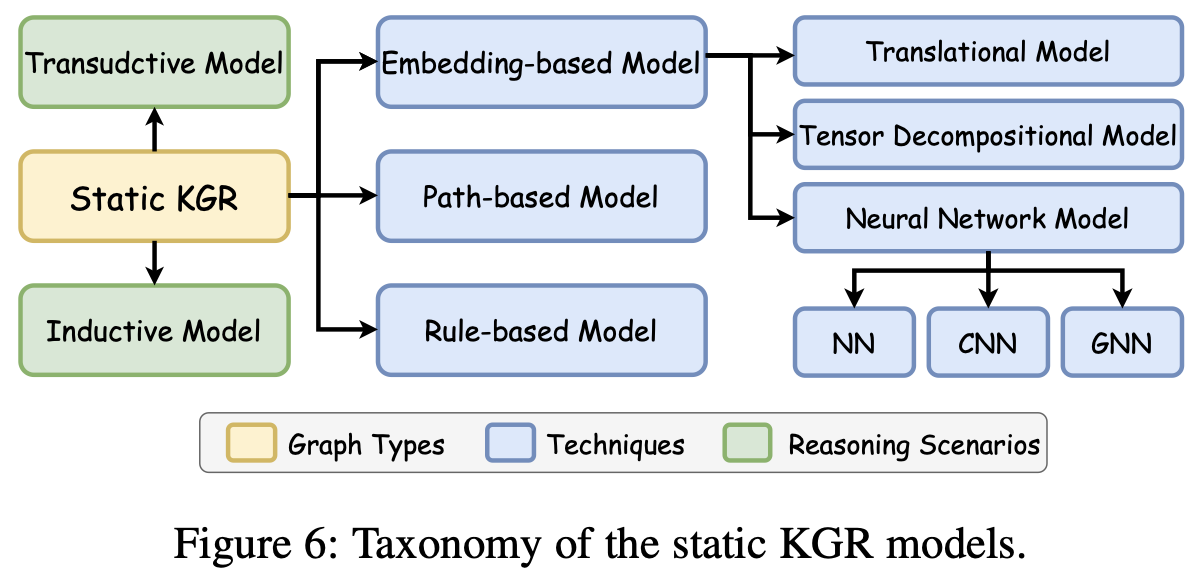 Transudctive Model
Static KGR
Inductive Model
Embedding-based Model
Path-based Model
Rule-based Model
Translational Model
Tensor Decompositional Model
Neural Network Model
NN
CNN
GNN
Graph Types
Techniques
Reasoning Scenarios
Figure 6: Taxonomy of the static KGR models.